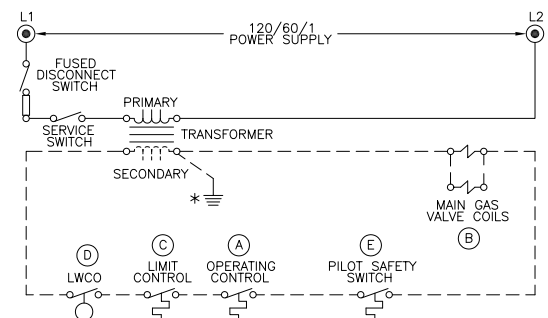 L1
L2
120/60/1
POWER SUPPLY
FUSED
DISCONNECT
SWITCH
PRIMARY
SERVICE
SWITCH
TRANSFORMER
SECONDARY
*
MAIN GAS
VALVE COILS
B
D
C
A
E
LWCO
LIMIT
CONTROL
OPERATING
CONTROL
PILOT SAFETY
SWITCH